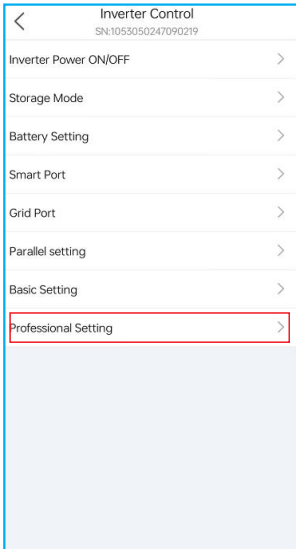 Inverter Control
SN:1053050247090219
Inverter Power ON/OFF
Storage Mode
Battery Setting
Smart Port
Grid Port
Parallel setting
Basic Setting
Professional Setting